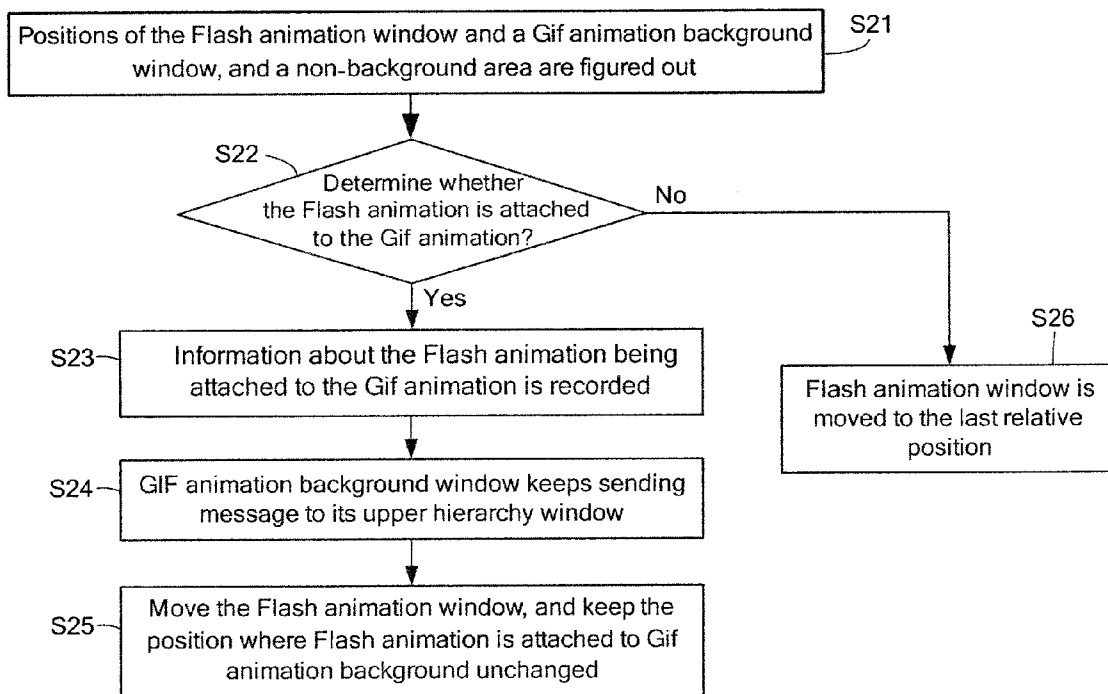 Positions of the Flash animation window and a Gif animation background
window, and a non-background area are figured out
S21
S22
Determine whether
the Flash animation is attached
to the Gif animation?
No
Yes
S23
Information about the Flash animation being
attached to the Gif animation is recorded
S26
Flash animation window is
moved to the last relative
position
S24
GIF animation background window keeps sending
message to its upper hierarchy window
S25
Move the Flash animation window, and keep the
position where Flash animation is attached to Gif
animation background unchanged